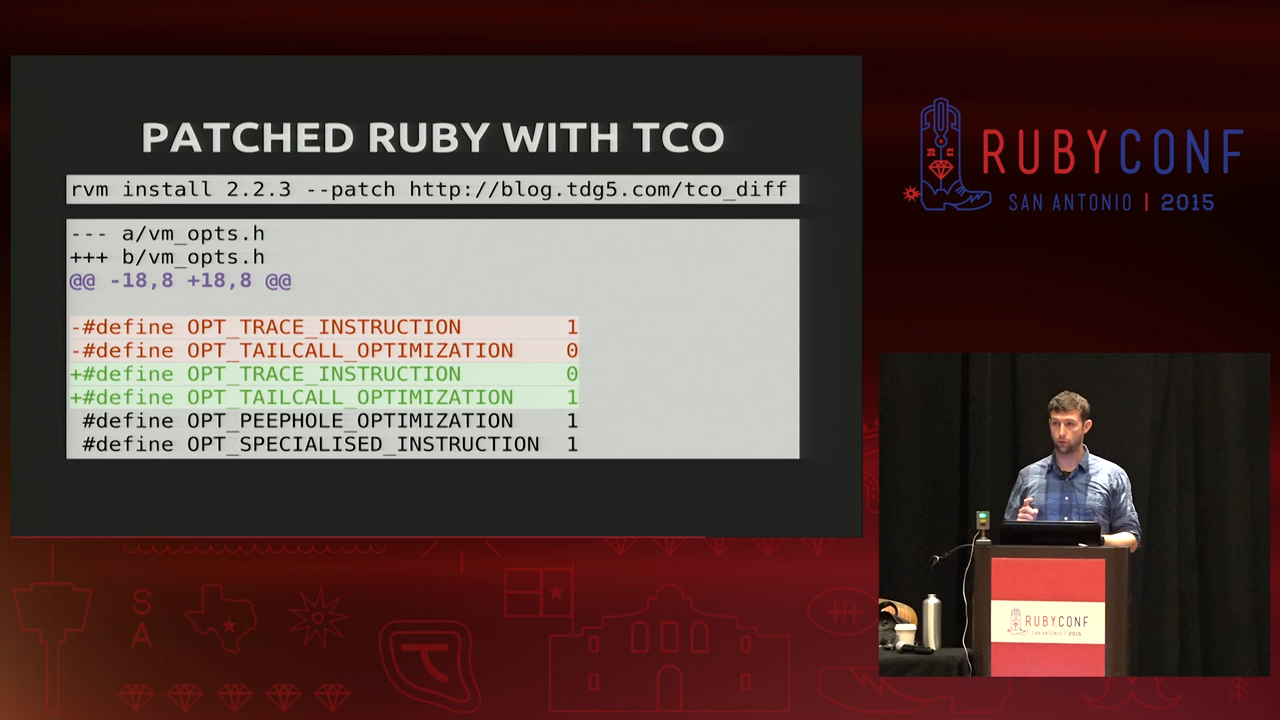 PATCHED RUBY WITH TCO
rvm install 2.2.3 --patch http://blog.tdg5.com/tco_diff
--- a/vm_opts.h
+++ b/vm_opts.h
@@ -18,8 +18,8 @@
-#define OPT_TRACE_INSTRUCTION 1
-#define OPT_TAILCALL_OPTIMIZATION 0
+#define OPT_TRACE_INSTRUCTION 0
+#define OPT_TAILCALL_OPTIMIZATION 1
#define OPT_PEEPHOLE_OPTIMIZATION 1
#define OPT_SPECIALISED_INSTRUCTION 1
RUBYCONF
SAN ANTONIO | 2015
RUBYCONF
SAN ANTONIO | 2015
S
A